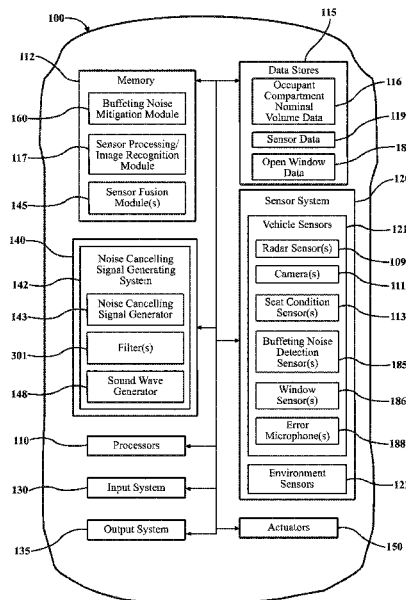 100
112
Memory
160
Buffeting Noise
Mitigation Module
117
Sensor Processing/
Image Recognition
Module
145
Sensor Fusion
Module(s)
140
142
Noise Cancelling
Signal Generating
System
143
Noise Cancelling
Signal Generator
301
Filter(s)
148
Sound Wave
Generator
110
Processors
130
Input System
135
Output System
115
Data Stores
Occupant
Compartment
Nominal
Volume Data
116
Sensor Data
119
Open Window
Data
Sensor System
120
Vehicle Sensors
121
Radar Sensor(s)
109
Camera(s)
111
Seat Condition
Sensor(s)
113
Buffeting Noise
Detection
Sensor(s)
185
Window
Sensor(s)
186
Error
Microphone(s)
188
Environment
Sensors
Actuators
150